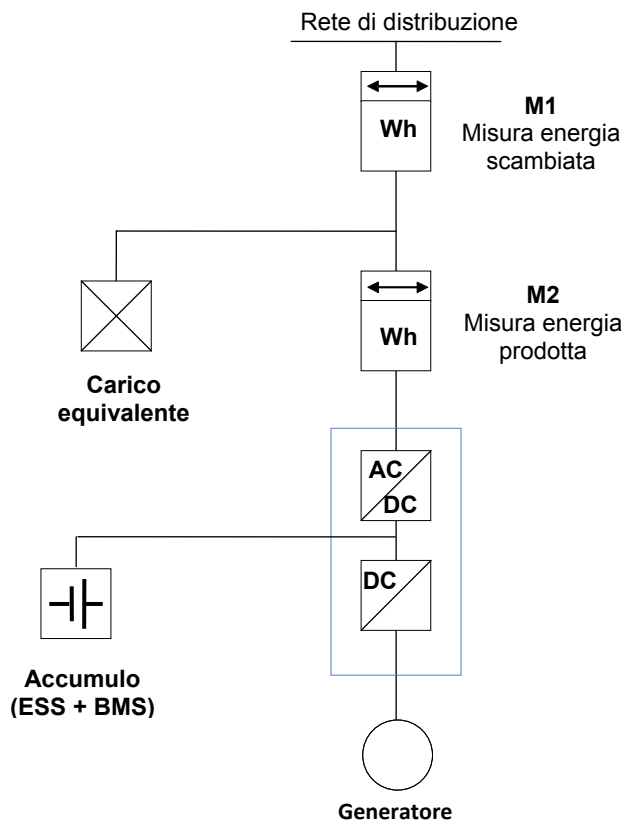 Rete di distribuzione
Wh
M1
Misura energia
scambiata
Wh
M2
Misura energia
prodotta
Carico
equivalente
AC
DC
DC
Accumulo
(ESS + BMS)
Generatore